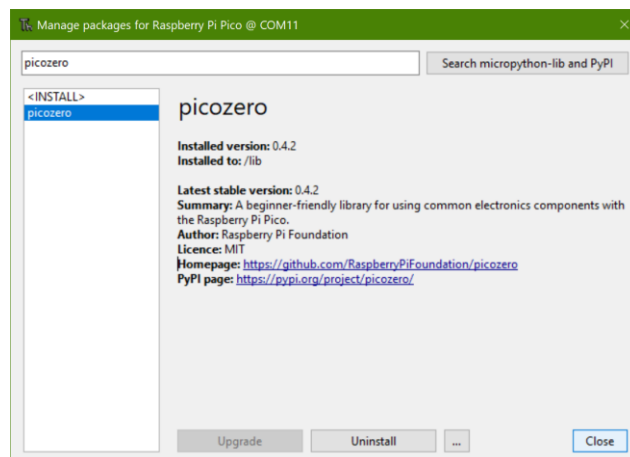 Manage packages for Raspberry Pi Pico @ COM11
picozero
Search micropython-lib and PyPI
<INSTALL>
picozero
picozero
Installed version: 0.4.2
Installed to: /lib
Latest stable version: 0.4.2
Summary: A beginner-friendly library for using common electronics components with
the Raspberry Pi Pico.
Author: Raspberry Pi Foundation
Licence: MIT
Homepage: https://github.com/RaspberryPiFoundation/picozero
PyPI page: https://pypi.org/project/picozero/
Upgrade
Uninstall
...
Close